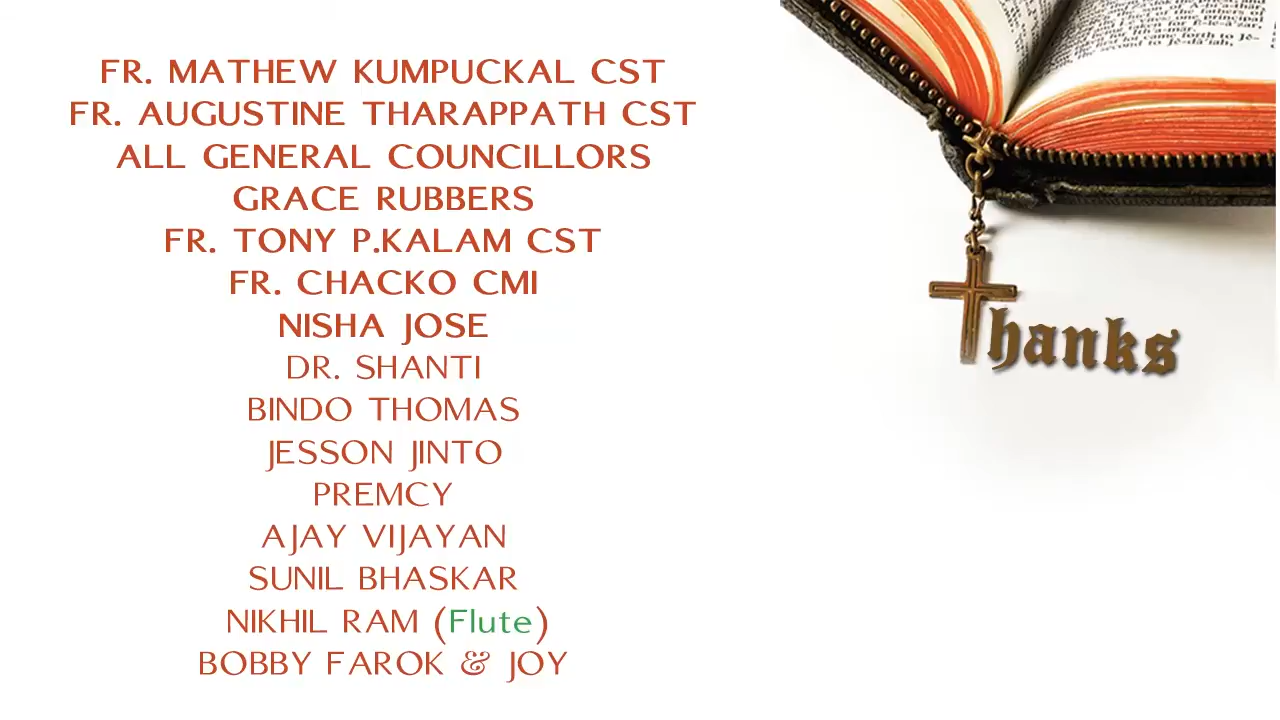 FR. MATHEW KUMPUCKAL CST
FR. AUGUSTINE THARAPPATH CST
ALL GENERAL COUNCILLORS
GRACE RUBBERS
FR. TONY P.KALAM CST
FR. CHACKO CMI
NISHA JOSE
DR. SHANTI
BINDO THOMAS
JESSON JINTO
PREMCY
AJAY VIJAYAN
SUNIL BHASKAR
NIKHIL RAM (Flute)
BOBBY FAROK & JOY
Thanks